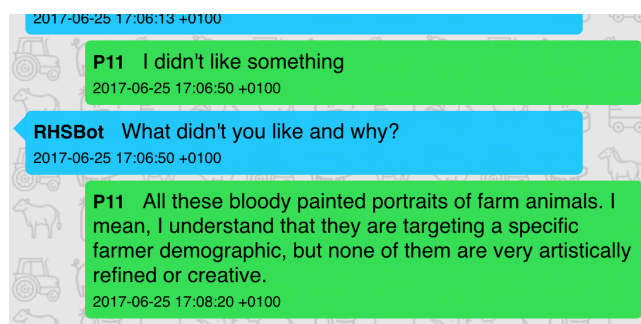 2017-06-25 17:06:13 +0100
P11 I didn't like something
2017-06-25 17:06:50 +0100
RHSBot What didn't you like and why?
2017-06-25 17:06:50 +0100
P11 All these bloody painted portraits of farm animals. I
mean, I understand that they are targeting a specific
farmer demographic, but none of them are very artistically
refined or creative.
2017-06-25 17:08:20 +0100